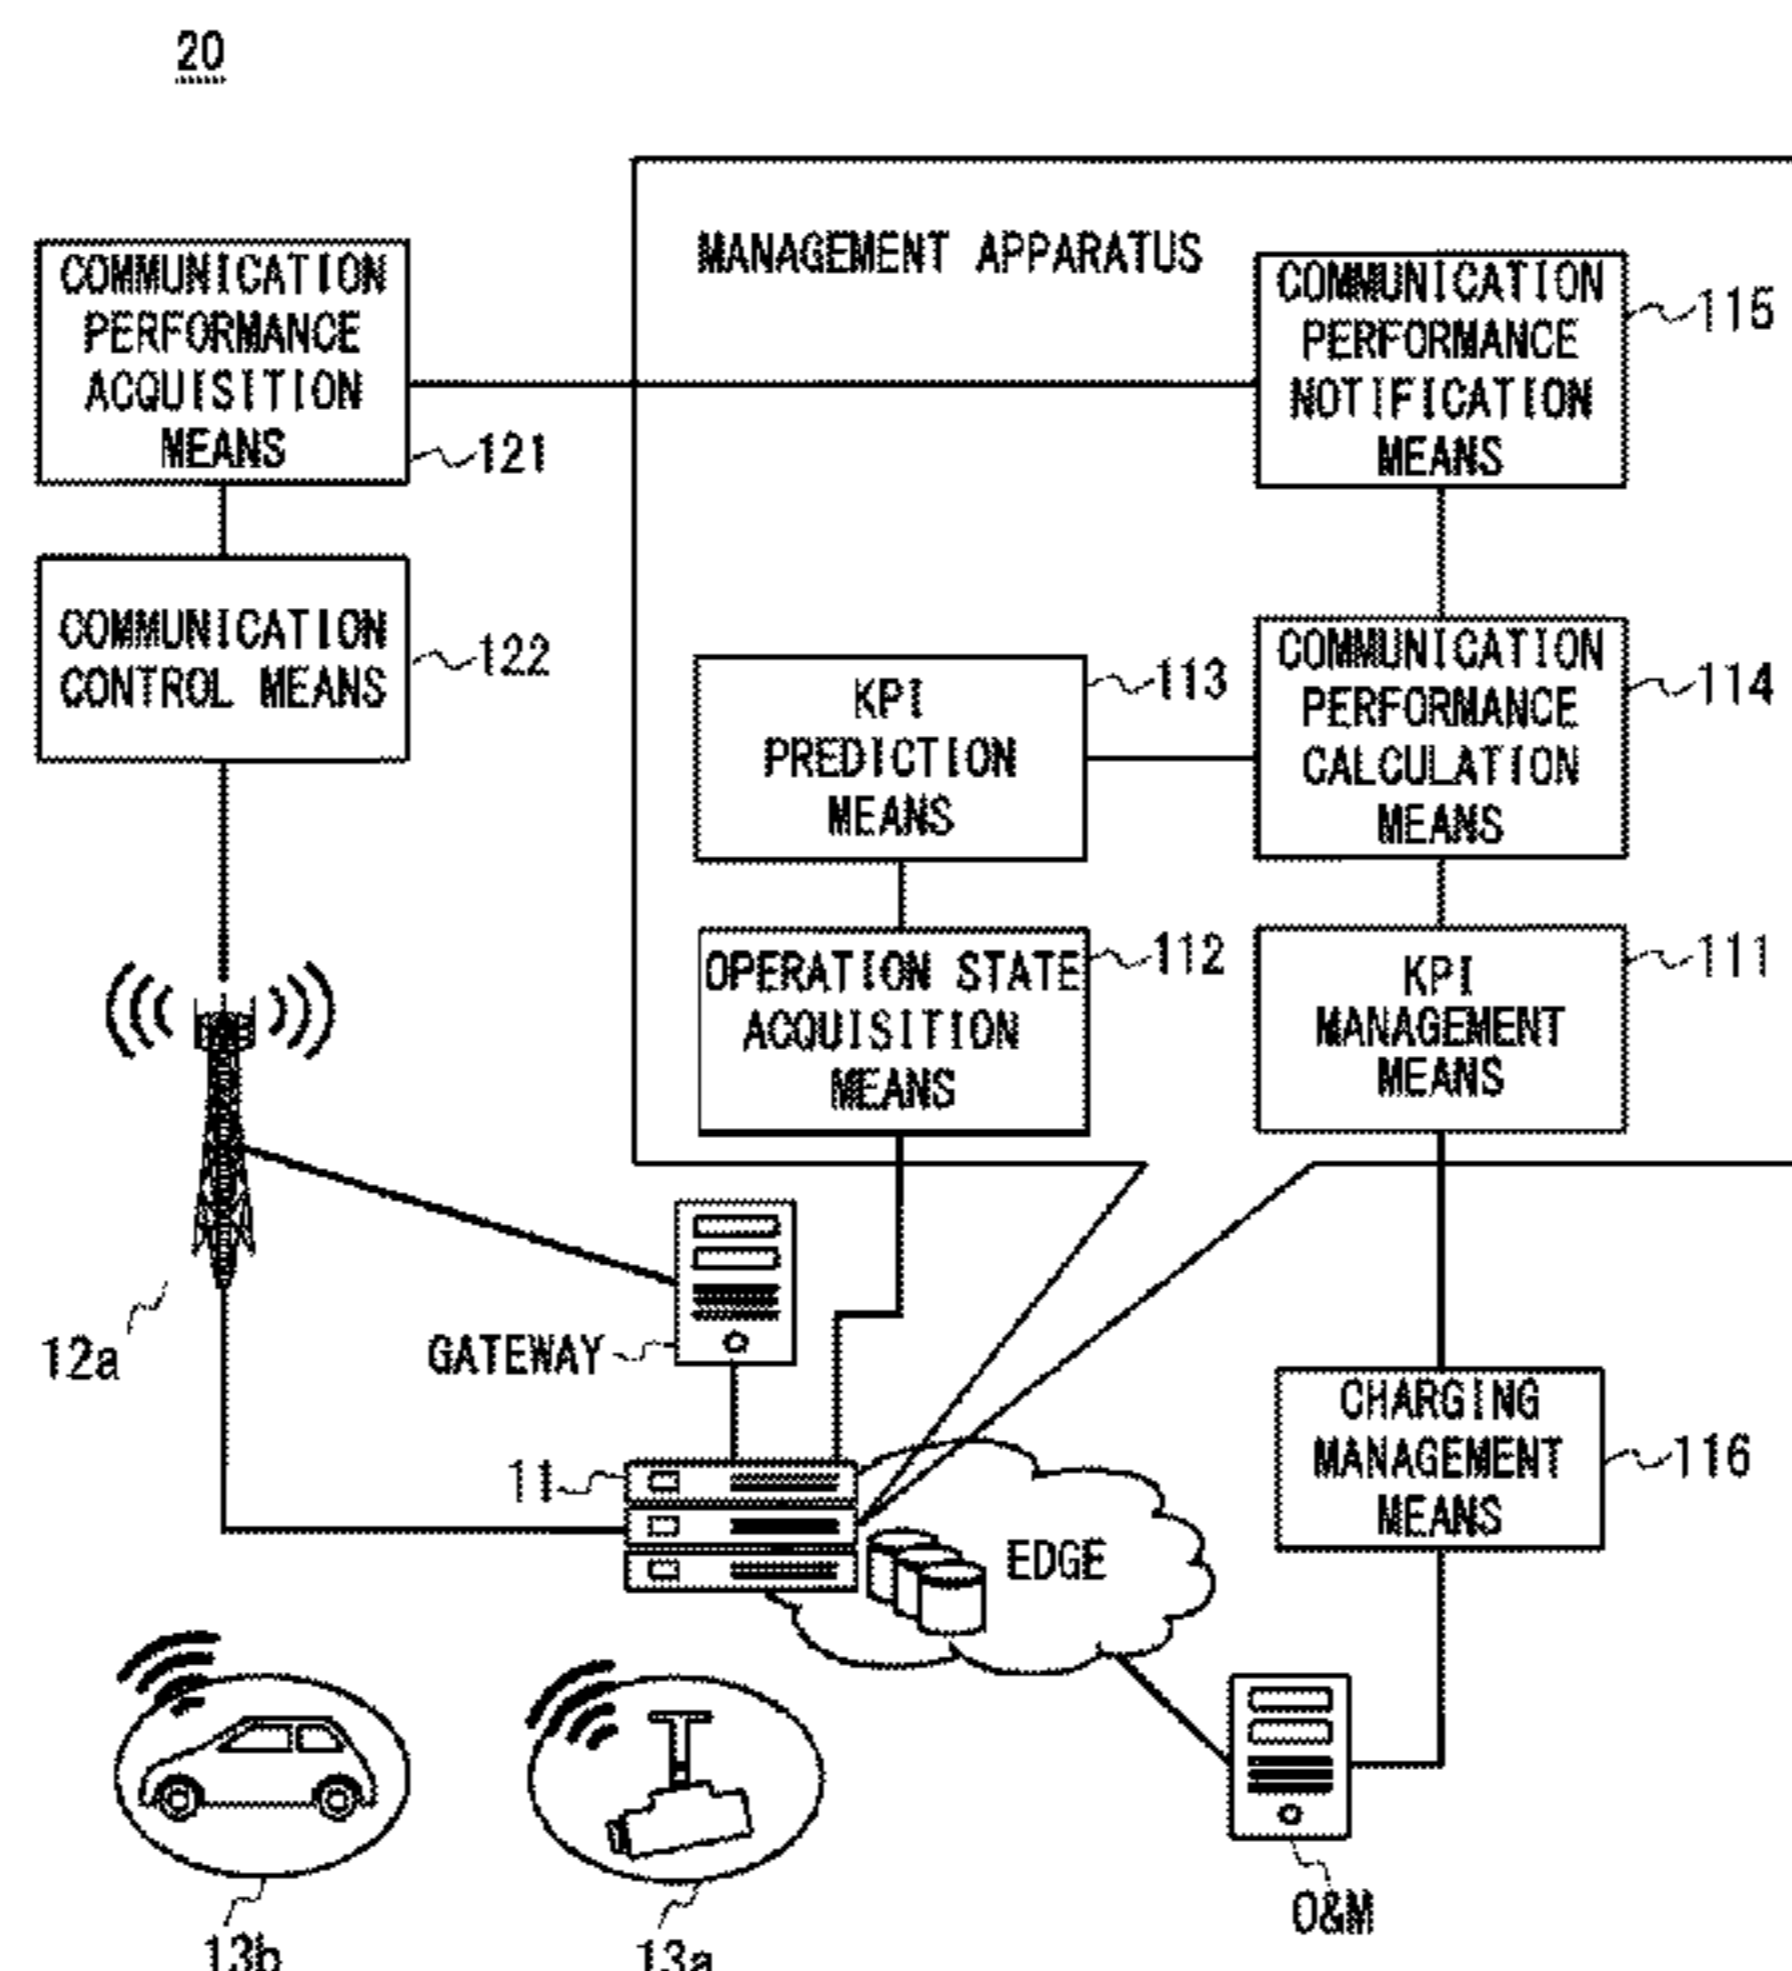 20
MANAGEMENT APPARATUS
COMMUNICATION
PERFORMANCE
ACQUISITION
MEANS
121
COMMUNICATION
PERFORMANCE
NOTIFICATION
MEANS
115
COMMUNICATION
CONTROL MEANS
122
KPI
PREDICTION
MEANS
113
COMMUNICATION
PERFORMANCE
CALCULATION
MEANS
114
OPERATION STATE
ACQUISITION
MEANS
112
KPI
MANAGEMENT
MEANS
111
12a
GATEWAY
CHARGING
MANAGEMENT
MEANS
116
11
EDGE
O&M
13b
13a